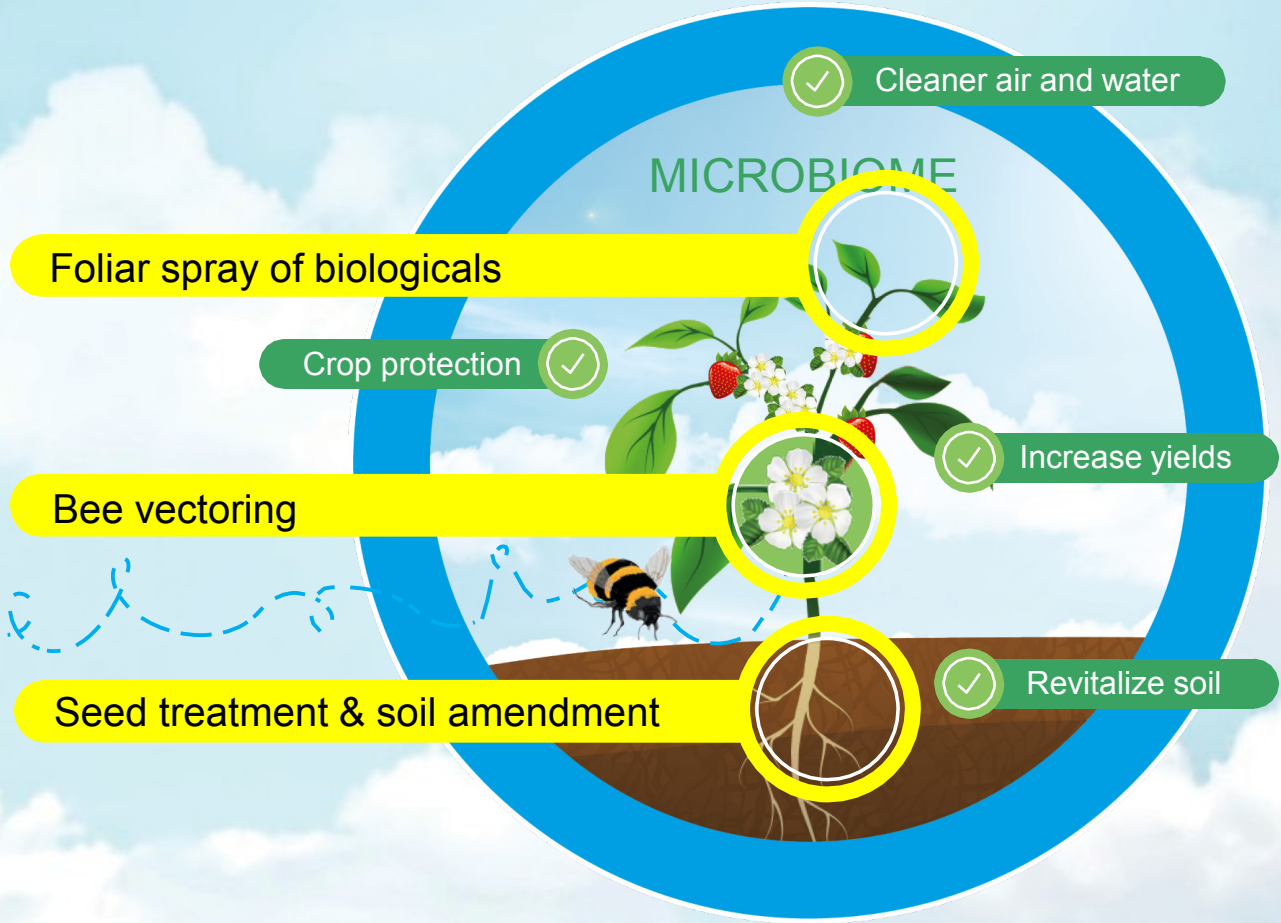 Cleaner air and water
MICROBIOME
Foliar spray of biologicals
Crop protection
Increase yields
Bee vectoring
Revitalize soil
Seed treatment & soil amendment